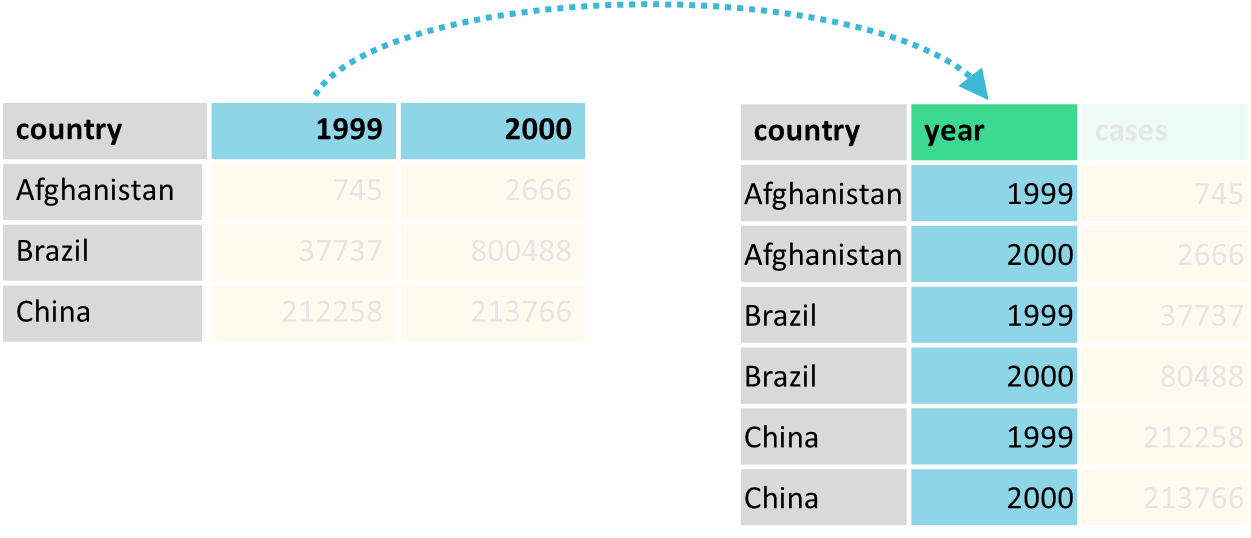 country 1999 2000
Afghanistan 745 2666
Brazil 37737 800488
China 212258 213766
country year cases
Afghanistan 1999 745
Afghanistan 2000 2666
Brazil 1999 37737
Brazil 2000 80488
China 1999 212258
China 2000 213766